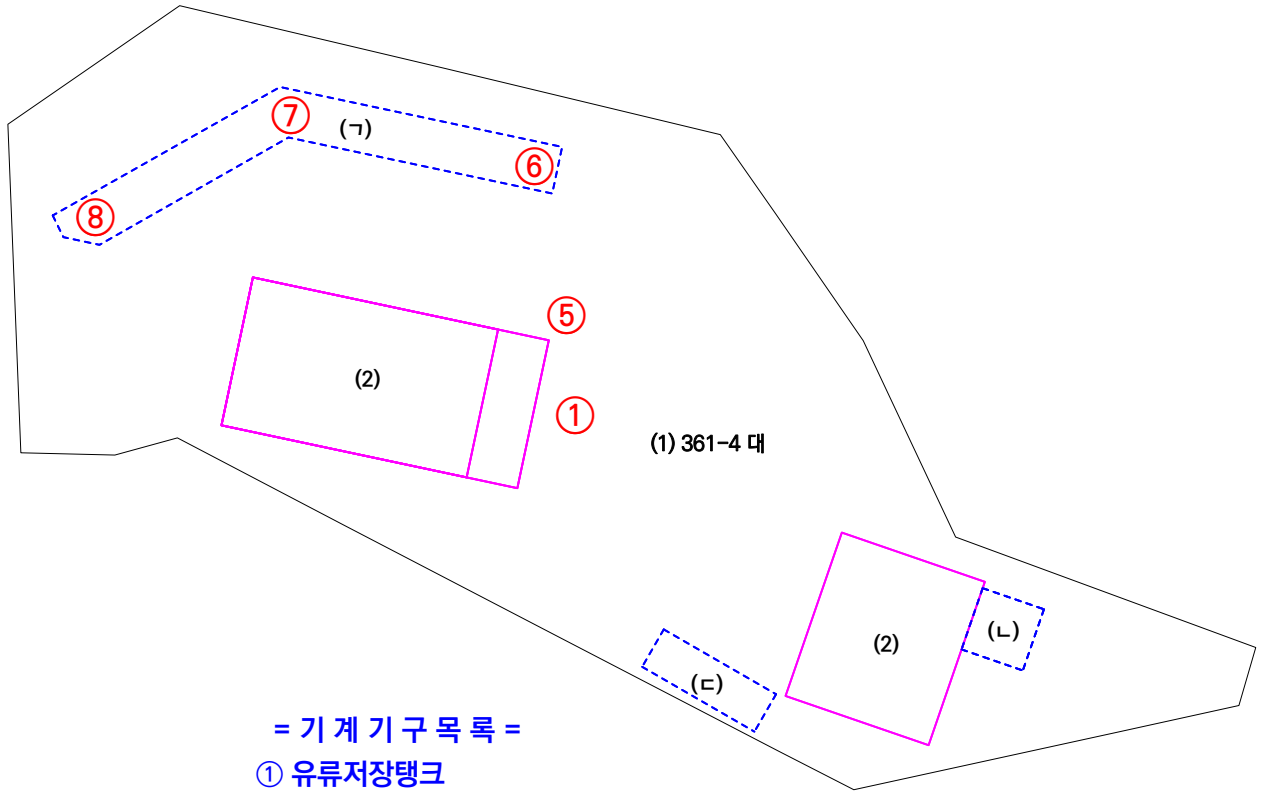 ⑦
(ㄱ)
⑥
⑧
⑤
(2)
①
(1) 361-4 대
(2)
(ㄴ)
(ㄷ)
= 기 계 기 구 목 록 =
① 유류저장탱크